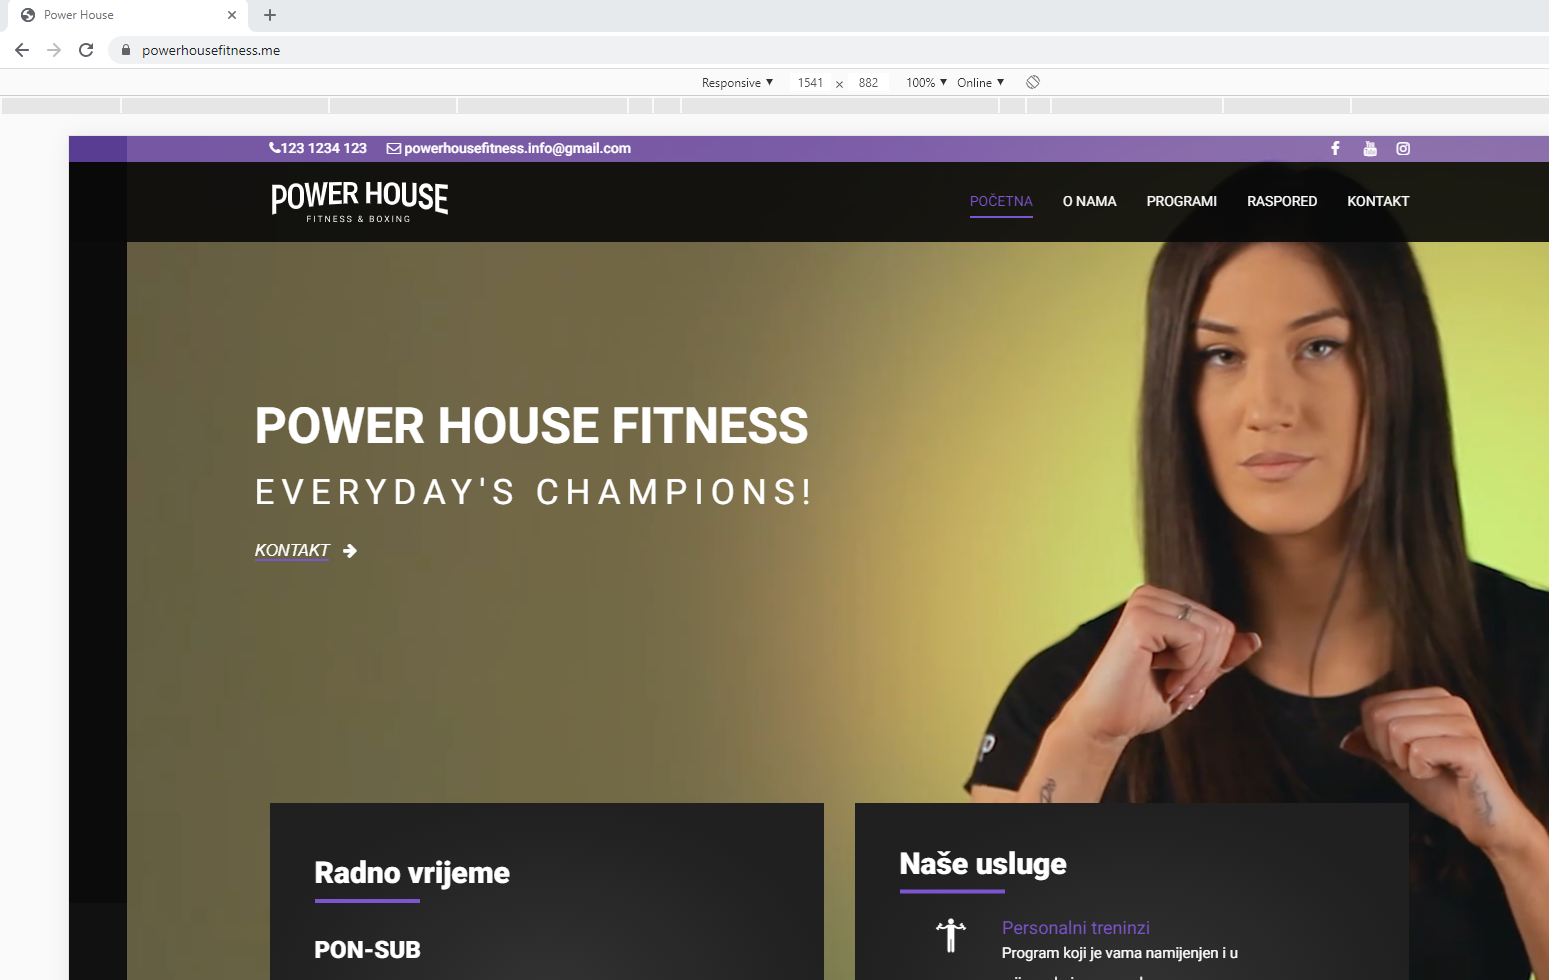 Power House
powerhousefitness.me
Responsive 1541 × 882 100% Online
123 1234 123 powerhousefitness.info@gmail.com
POWER HOUSE
FITNESS & BOXING
POČETNA O NAMA PROGRAMI RASPORED KONTAKT
POWER HOUSE FITNESS
EVERYDAY'S CHAMPIONS!
KONTAKT
Radno vrijeme
PON-SUB
Naše usluge
Personalni treninzi
Program koji je vama namijenjen i u